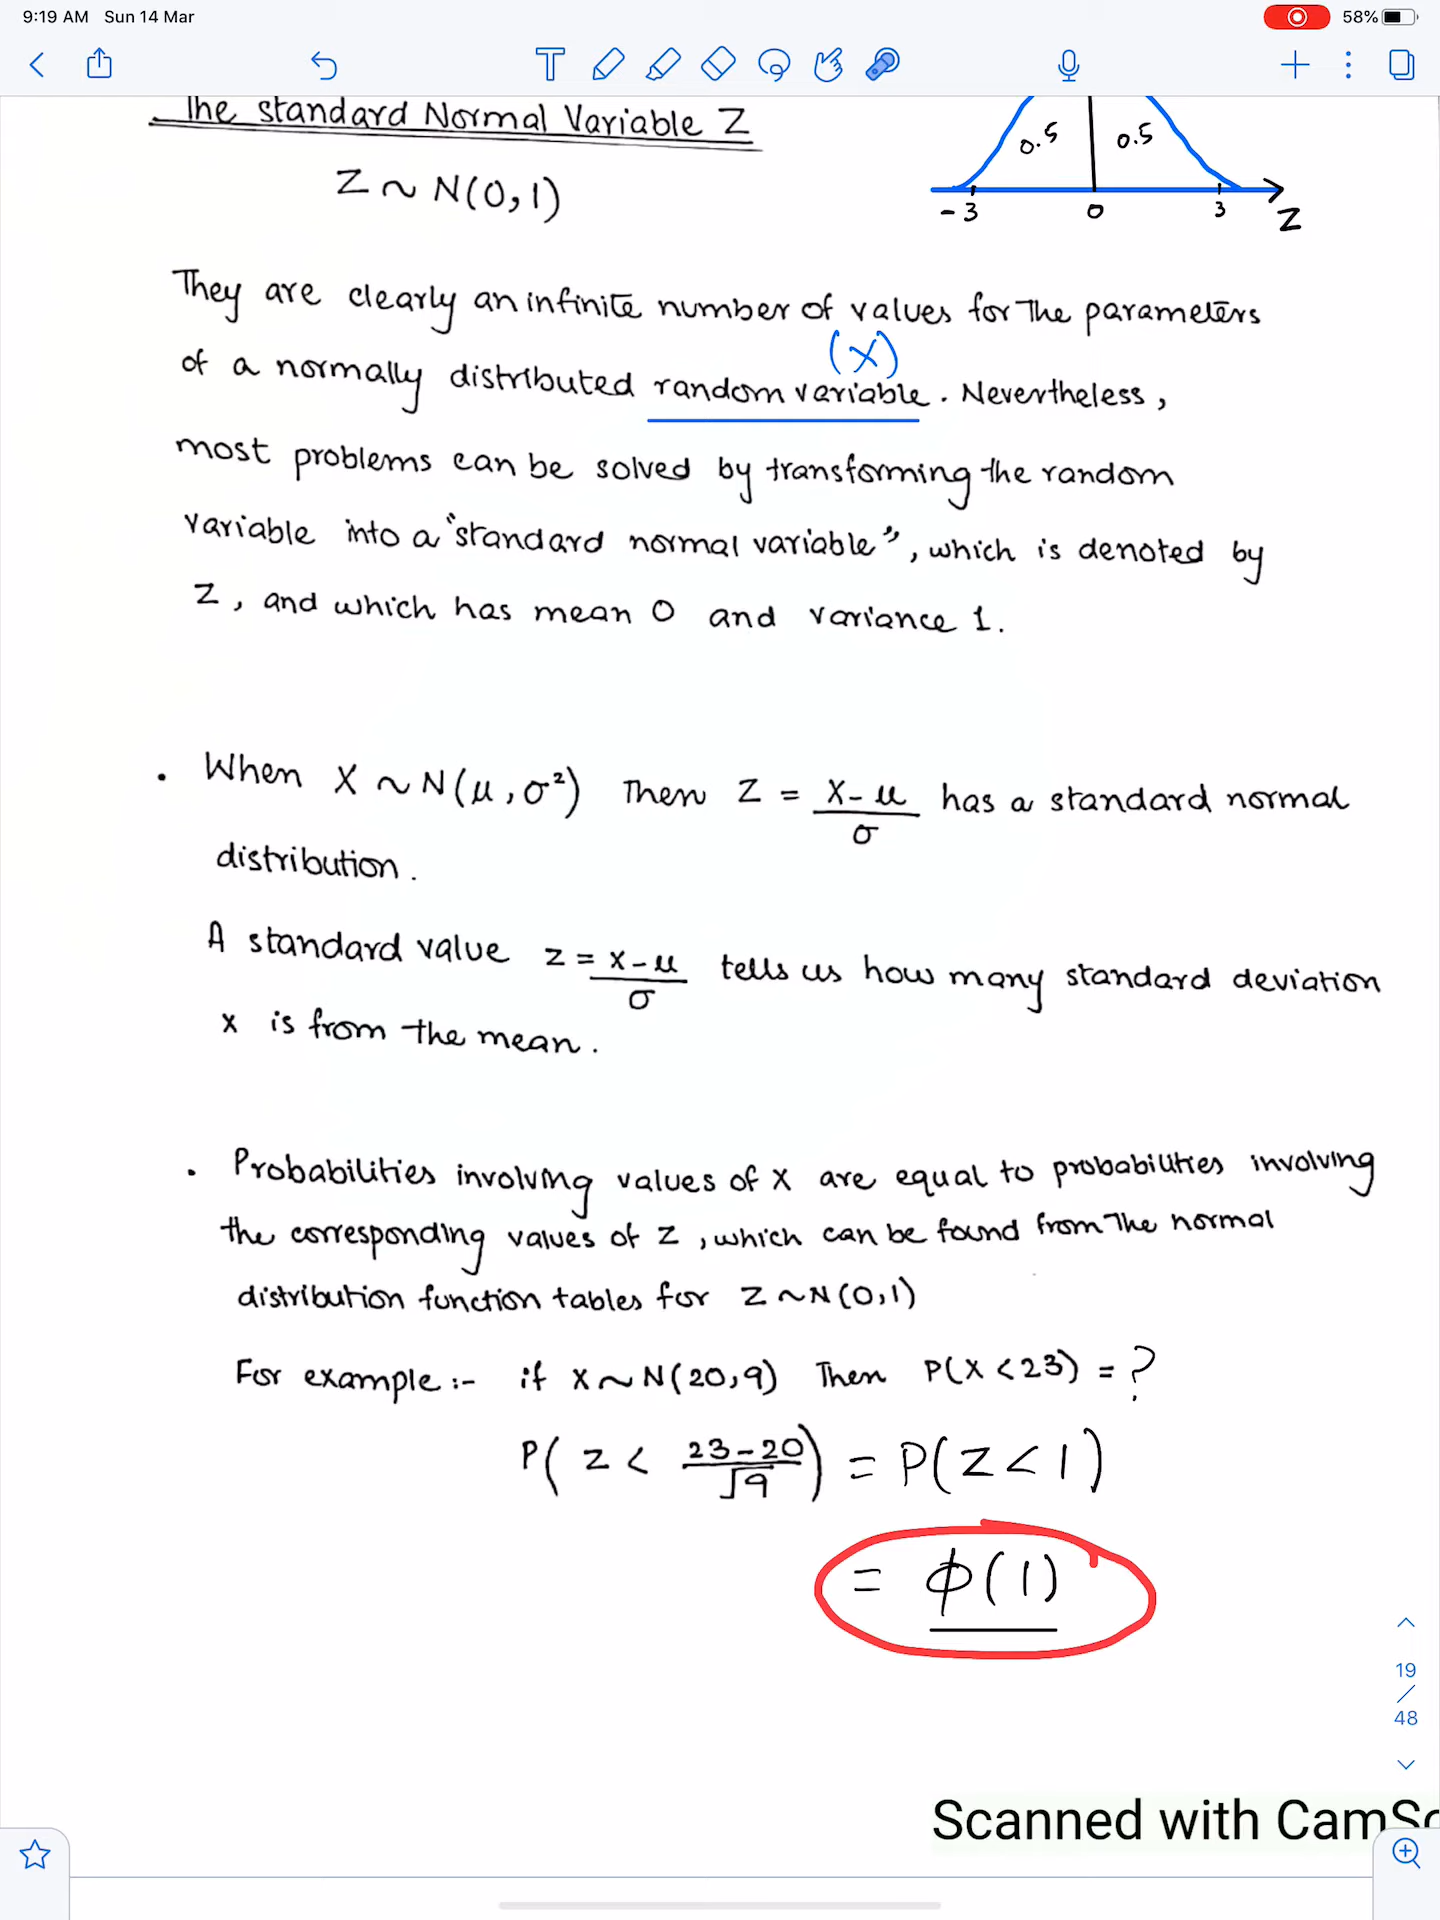 9:19 AM Sun 14 Mar
58%
The standard Normal Variable Z
Z ~ N(0,1)
0.5 0.5
-3 0 3 Z
They are clearly an infinite number of values for the parameters
(X)
of a normally distributed random variable. Nevertheless,
most problems can be solved by transforming the random
variable into a "standard normal variable", which is denoted by
Z, and which has mean 0 and variance 1.
. When X ~ N(μ, σ²) Then Z = X-μ/σ has a standard normal
distribution.
A standard value z = x-μ/σ tells us how many standard deviation
x is from the mean.
. Probabilities involving values of X are equal to probabilities involving
the corresponding values of Z, which can be found from the normal
distribution function tables for Z ~ N(0,1)
For example:- if X ~ N(20,9) Then P(X < 23) = ?
P(Z < 23-20/√9) = P(Z < 1)
= φ(1)
19
/
48
Scanned with CamSc